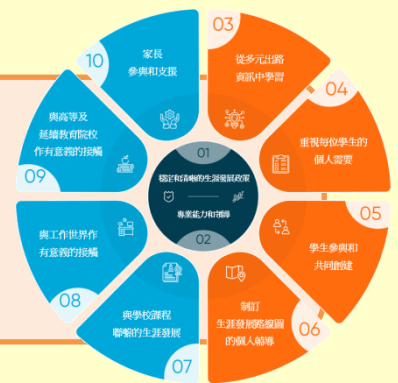 01
穩定和清晰的生涯發展政策
專業能力和領導
02
03
從多元出路
資訊中學習
04
重視每位學生的
個人需要
05
學生參與和
共同創建
06
制訂
生涯發展路線圖
的個人輔導
07
與學校課程
聯繫的生涯發展
08
與工作世界作
有意義的接觸
09
與高等及
延續教育院校
作有意義的接觸
10
家長
參與和支援